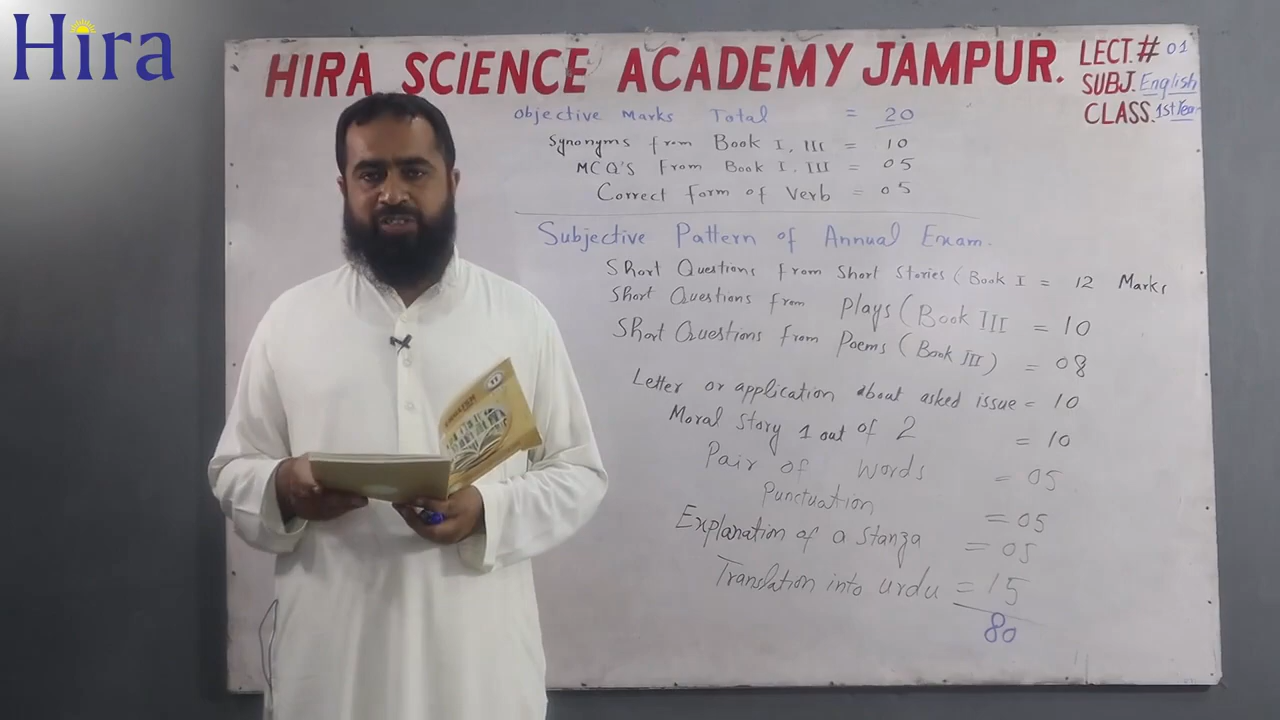 Hira
HIRA SCIENCE ACADEMY JAMPUR.
LECT.# 01
SUBJ. English
CLASS. 1st Year
Objective Marks Total = 20
Synonyms from Book I, III = 10
MCQ'S From Book I, III = 05
Correct form of Verb = 05
Subjective Pattern of Annual Exam.
Short Questions from Short Stories (Book I = 12 Marks
Short Questions from Plays (Book III = 10
Short Questions from Poems (Book III) = 08
Letter or application about asked issue = 10
Moral Story 1 out of 2 = 10
Pair of words = 05
Punctuation = 05
Explanation of a Stanza = 05
Translation into urdu = 15
80